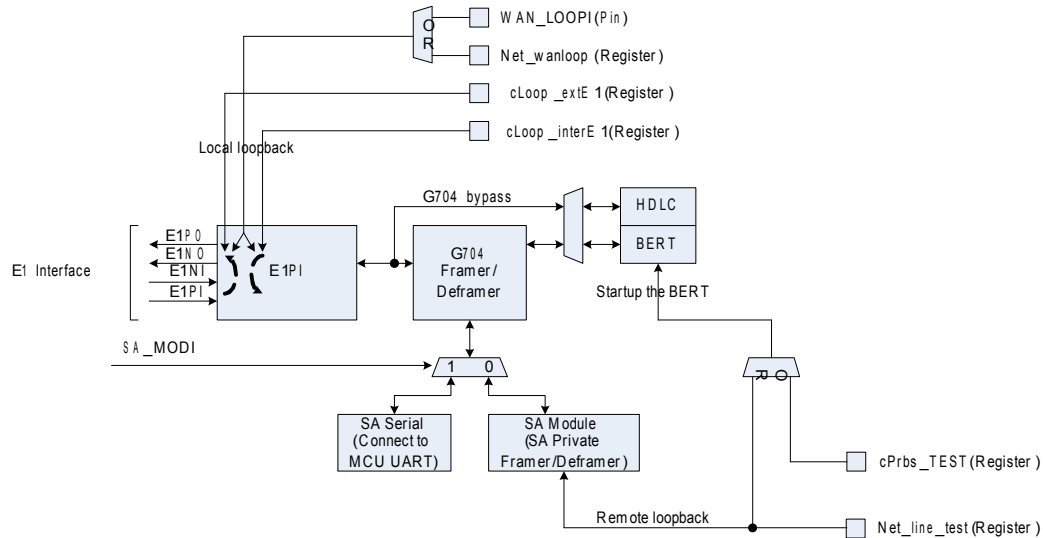 WAN_LOOPI (Pin)
OR
Net_wanloop (Register)
cLoop_extE1 (Register)
cLoop_interE1 (Register)
Local loopback
G704 bypass
HDLC
BERT
E1PO
E1NO
E1NI
E1PI
E1 Interface
E1PI
G704
Framer/
Deframer
Startup the BERT
SA_MODI
1 0
OR
SA Serial
(Connect to
MCU UART)
SA Module
(SA Private
Framer/Deframer)
cPrbs_TEST (Register)
Remote loopback
Net_line_test (Register)